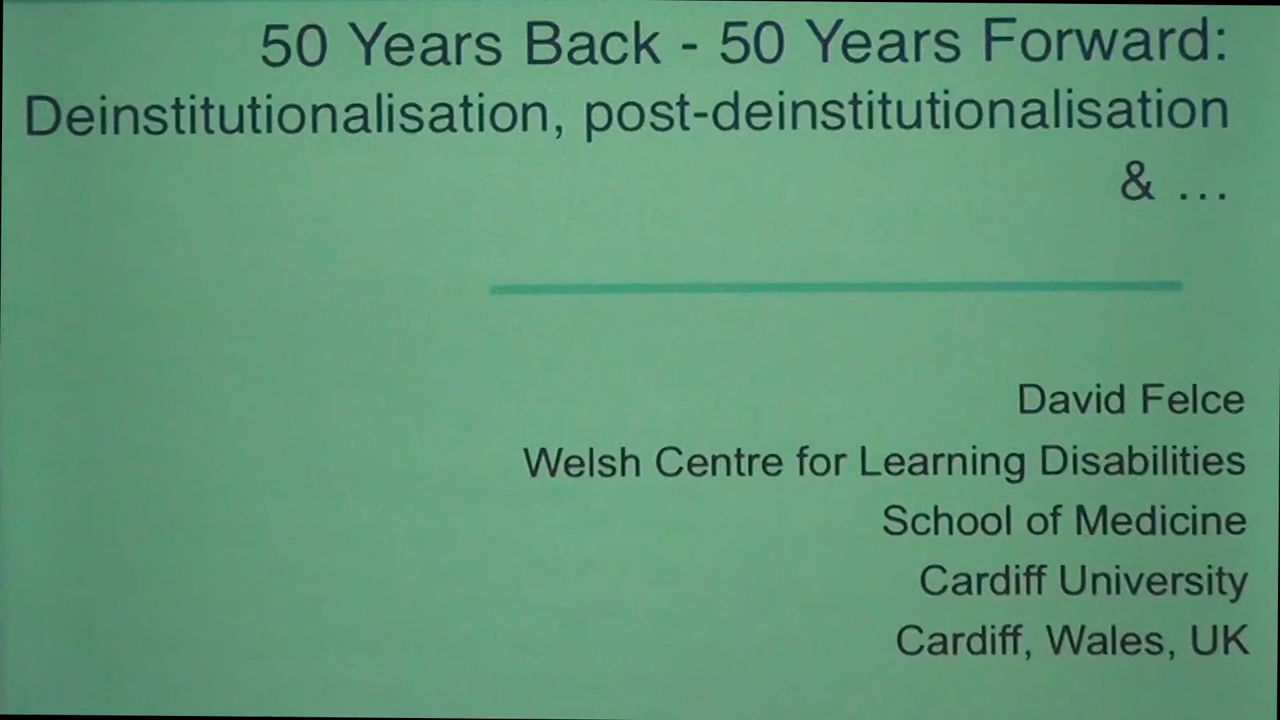 50 Years Back - 50 Years Forward:
Deinstitutionalisation, post-deinstitutionalisation
& ...
David Felce
Welsh Centre for Learning Disabilities
School of Medicine
Cardiff University
Cardiff, Wales, UK